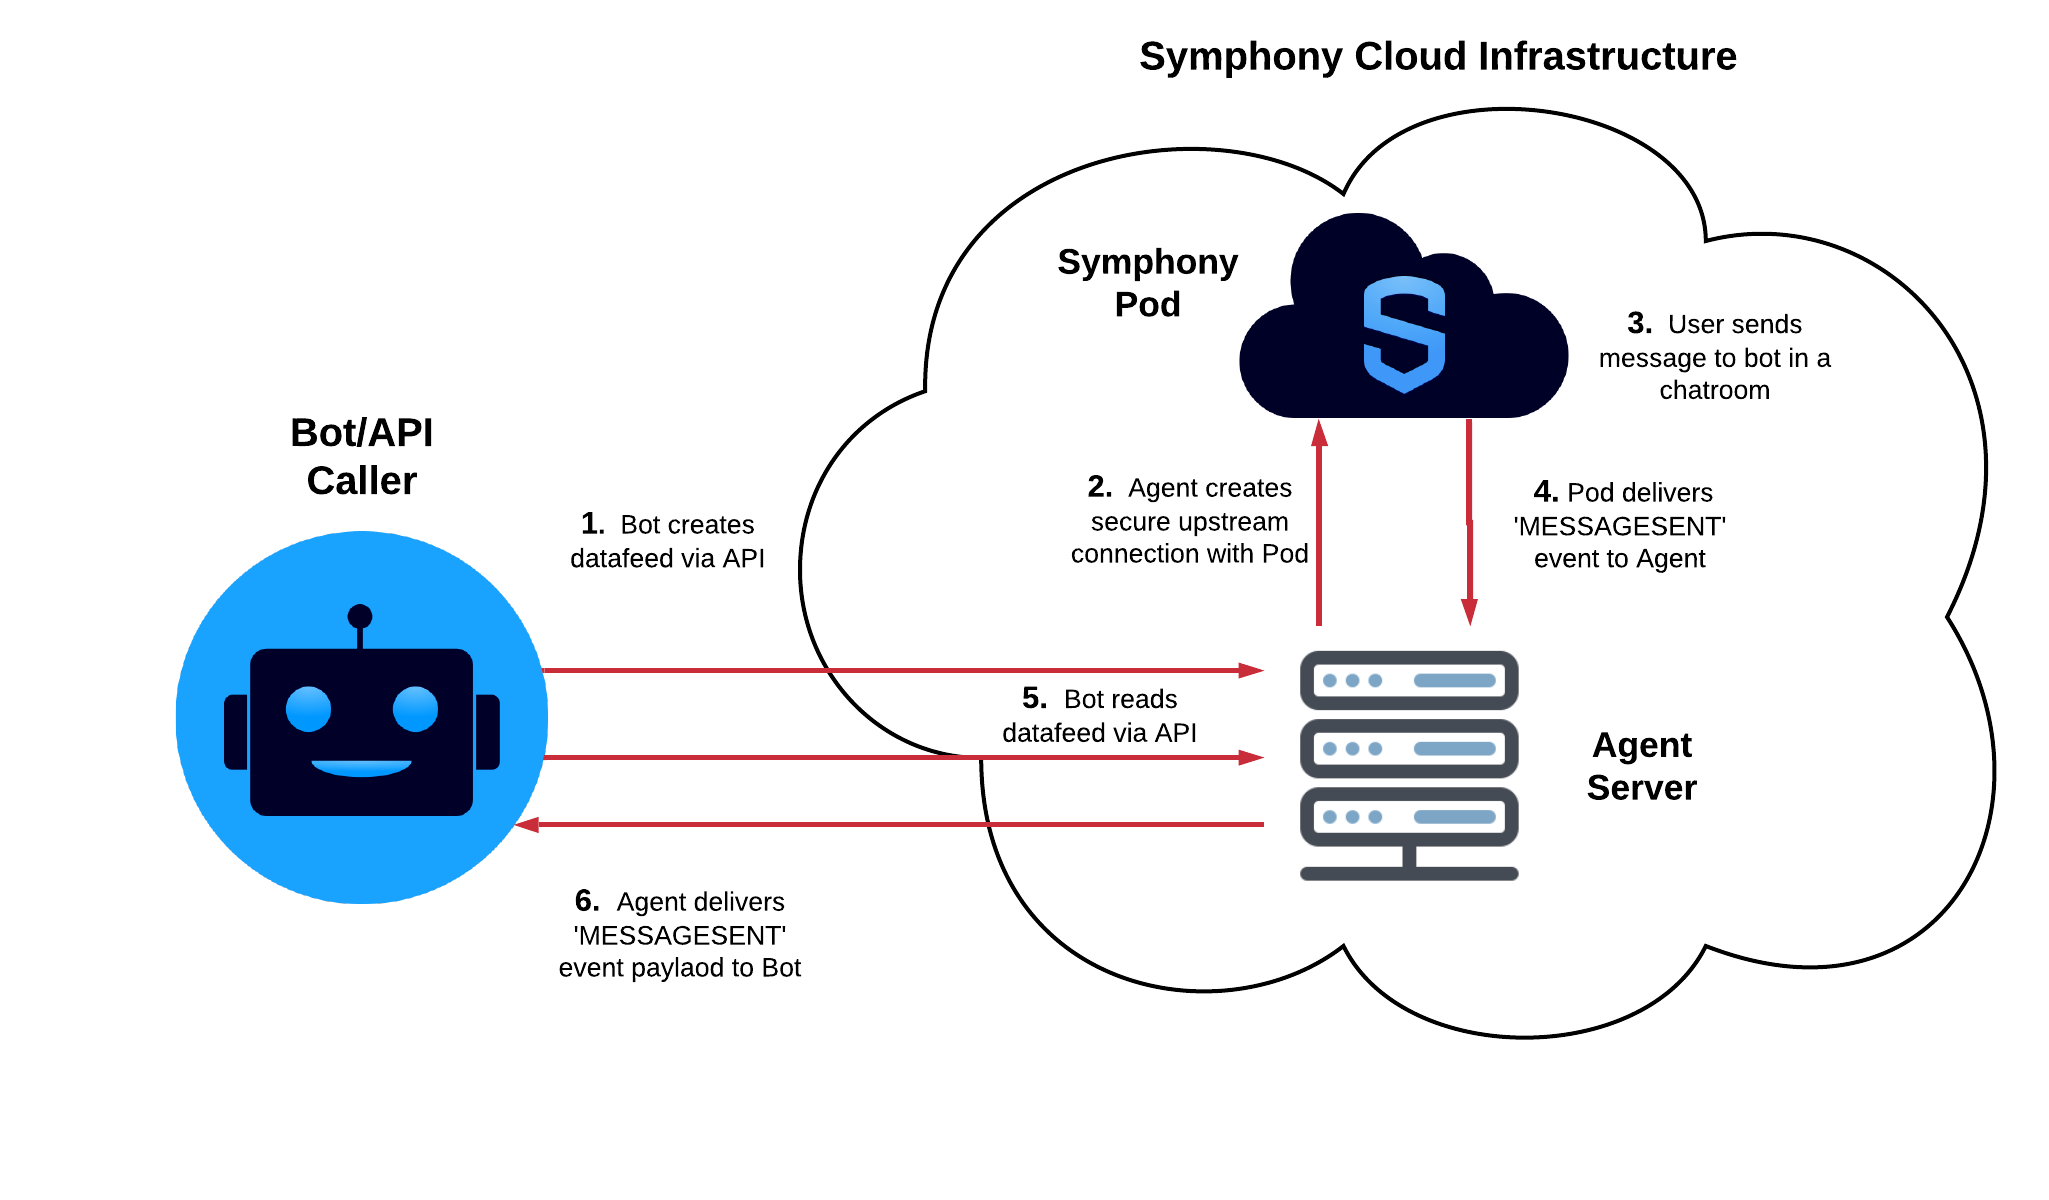 Symphony Cloud Infrastructure
Symphony
Pod
3. User sends
message to bot in a
chatroom
Bot/API
Caller
1. Bot creates
datafeed via API
2. Agent creates
secure upstream
connection with Pod
4. Pod delivers
'MESSAGESENT'
event to Agent
5. Bot reads
datafeed via API
Agent
Server
6. Agent delivers
'MESSAGESENT'
event paylaod to Bot